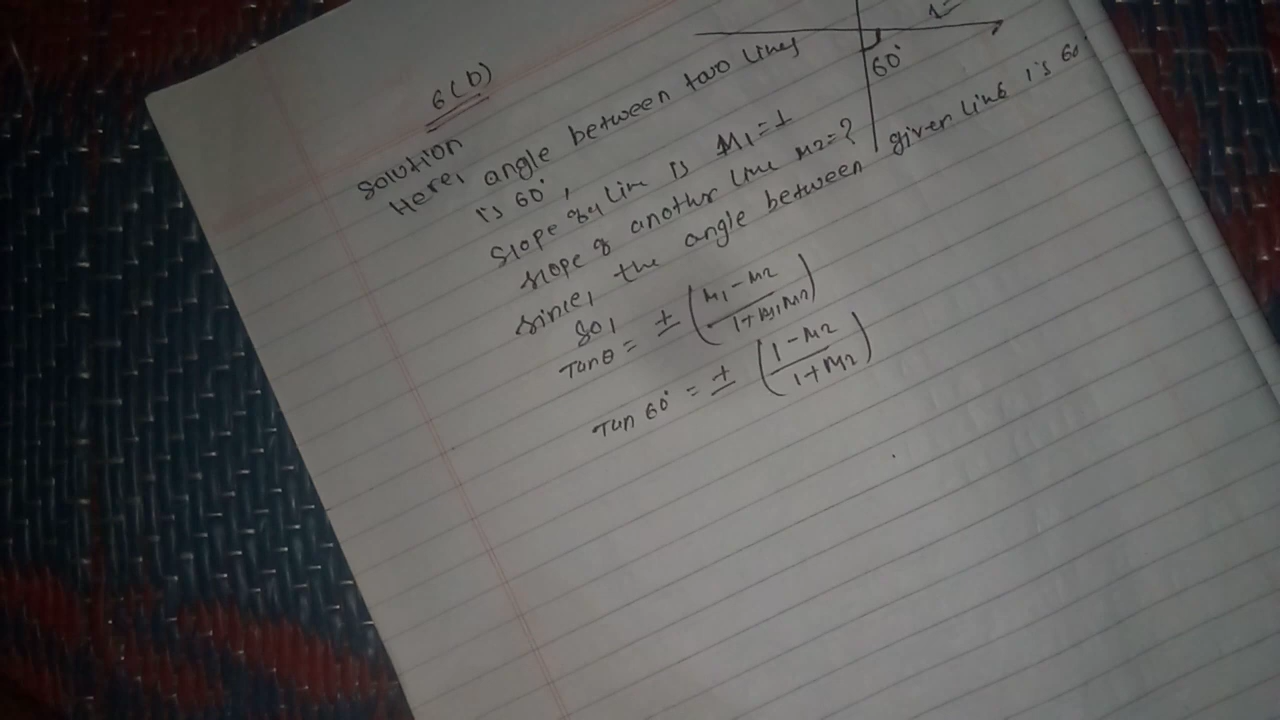 6(b)
60°
Solution
Here, angle between two lines
is 60°,
slope of line is M1 = 1
slope of another line M2 = ?
since, the angle between given line is 60
so,
Tanθ = ± (M1 - M2 / 1 + M1M2)
Tan 60° = ± (1 - M2 / 1 + M2)